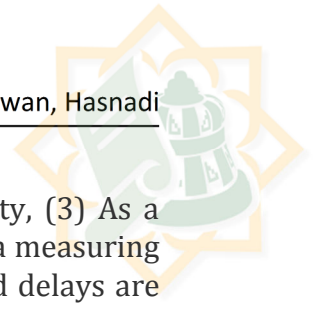 wan, Hasnadi
ty, (3) As a
a measuring
d delays are